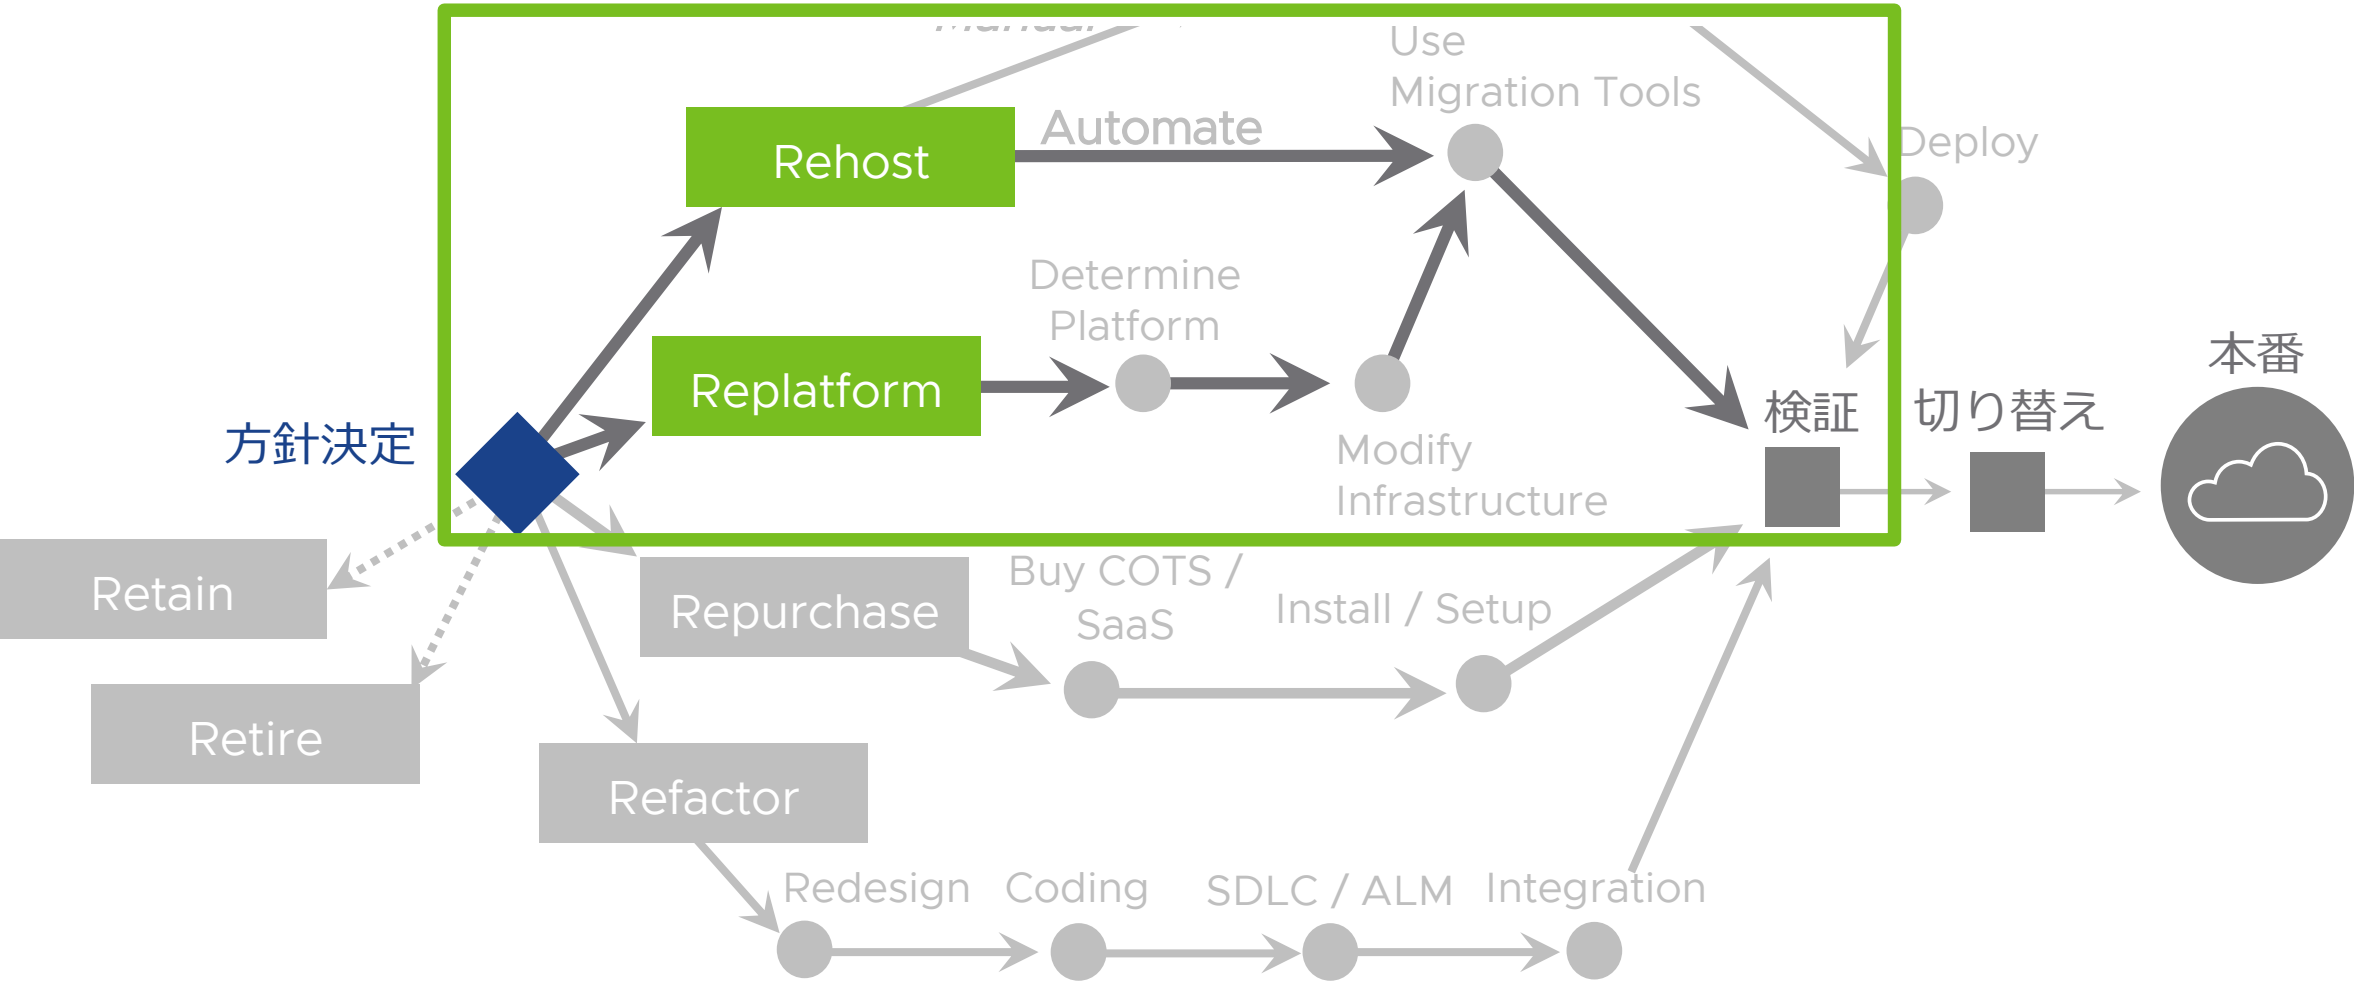 Use
Migration Tools
Automate
Rehost
Deploy
Determine
Platform
Replatform
本番
方針決定
検証
切り替え
Modify
Infrastructure
Retain
Repurchase
Buy COTS /
SaaS
Install / Setup
Retire
Refactor
Redesign
Coding
SDLC / ALM
Integration